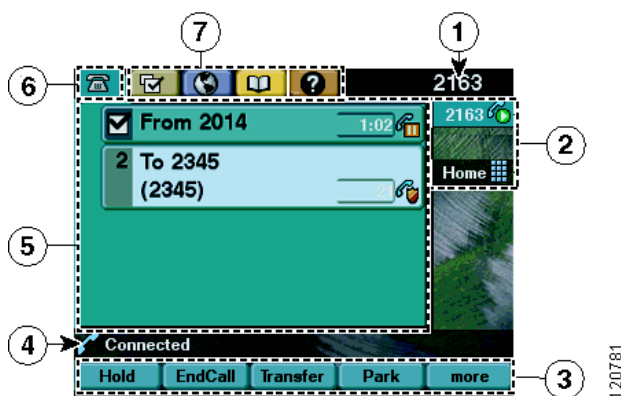 7
1
6
?
2163
From 2014
1:02
2163
2
2 To 2345
Home
(2345)
21
5
4
Connected
Hold EndCall Transfer Park more
3
120781